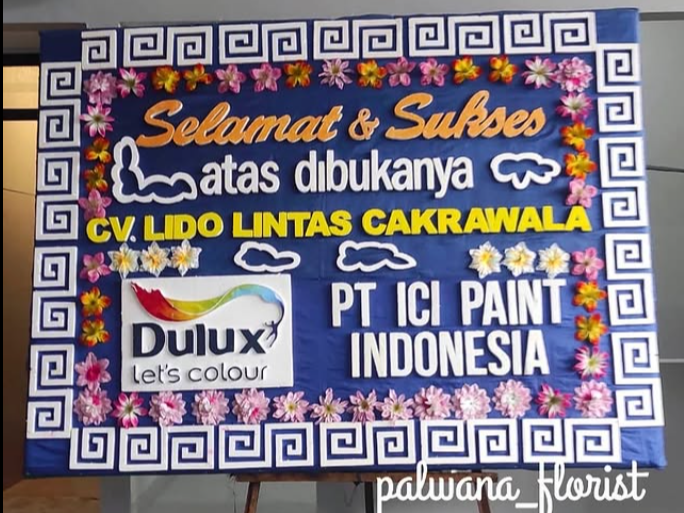 Selamat & Sukses
atas dibukanya
CV. LIDO LINTAS CAKRAWALA
Dulux
let's colour
PT ICI PAINT
INDONESIA
palwana_florist